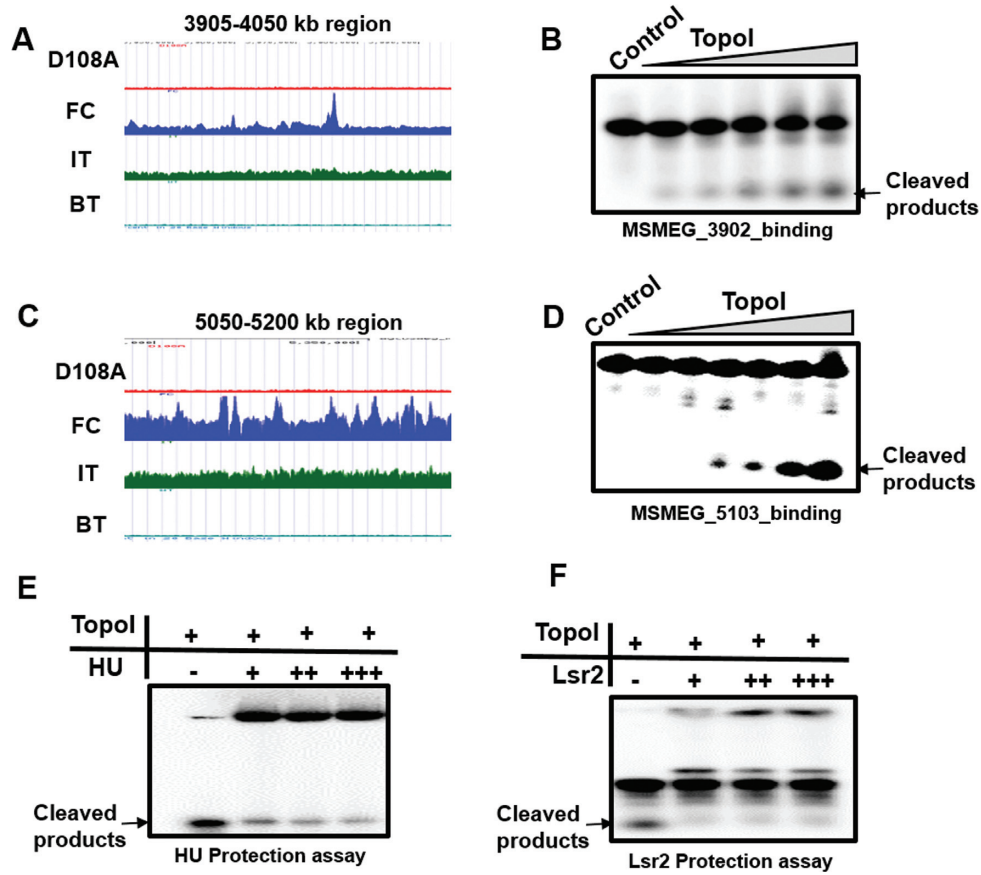 A
3905-4050 kb region
D108A
FC
IT
BT
B
Control
TopoI
Cleaved
products
MSMEG_3902_binding
C
5050-5200 kb region
D108A
FC
IT
BT
D
Control
TopoI
Cleaved
products
MSMEG_5103_binding
E
TopoI + + + +
HU - + ++ +++
Cleaved
products
HU Protection assay
F
TopoI + + + +
Lsr2 - + ++ +++
Cleaved
products
Lsr2 Protection assay